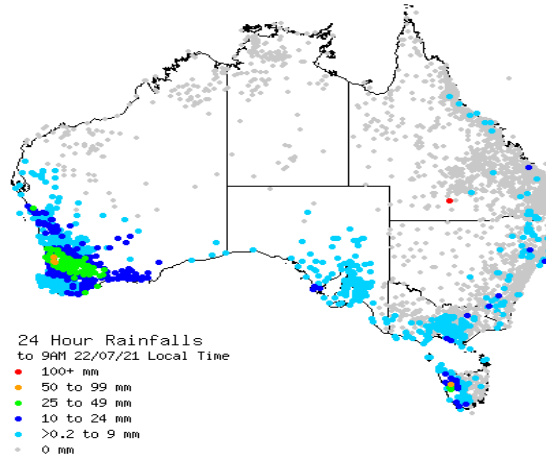 24 Hour Rainfalls
to 9AM 22/07/21 Local Time
100+ mm
50 to 99 mm
25 to 49 mm
10 to 24 mm
>0.2 to 9 mm
0 mm